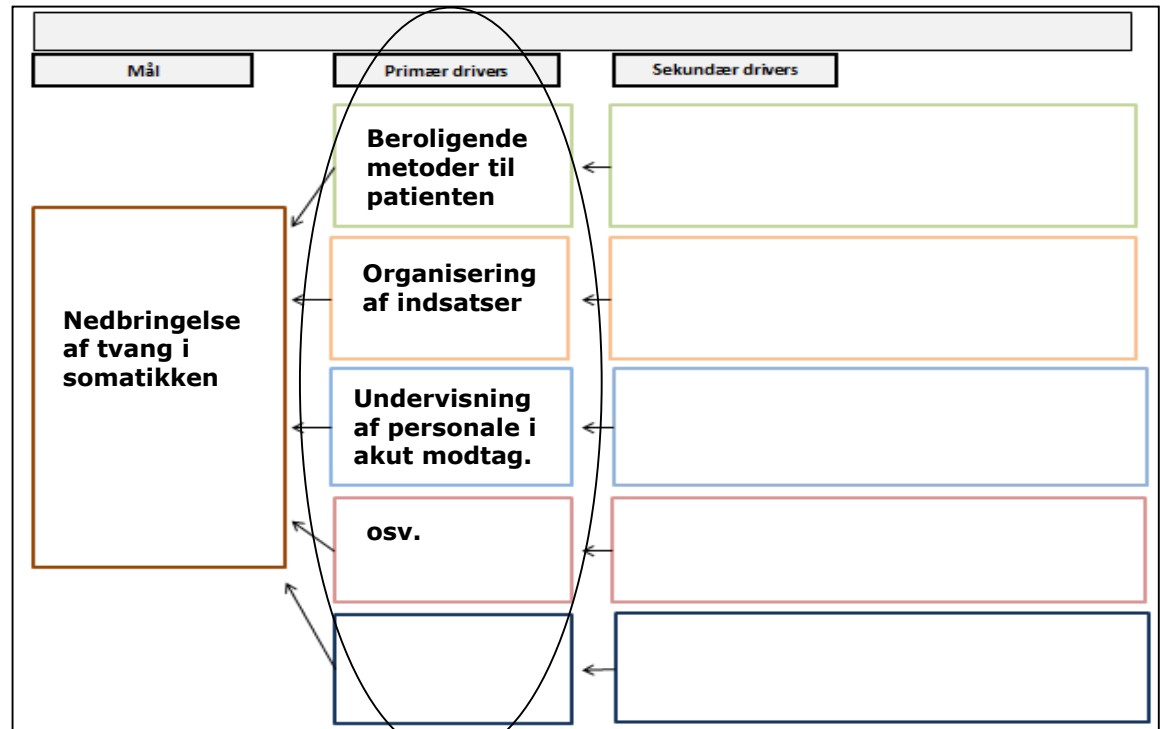 Mål
Primær drivers
Sekundær drivers
Beroligende
metoder til
patienten
Organisering
af indsatser
Nedbringelse
af tvang i
somatikken
Undervisning
af personale i
akut modtag.
osv.